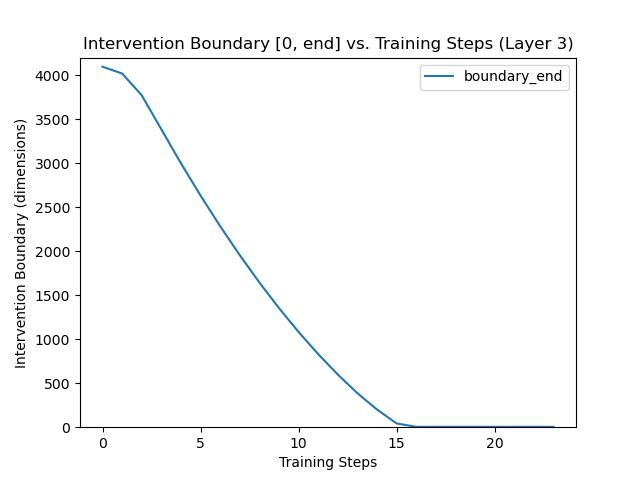 Intervention Boundary [0, end] vs. Training Steps (Layer 3)
boundary_end
Intervention Boundary (dimensions)
4000
3500
3000
2500
2000
1500
1000
500
0
0 5 10 15 20
Training Steps